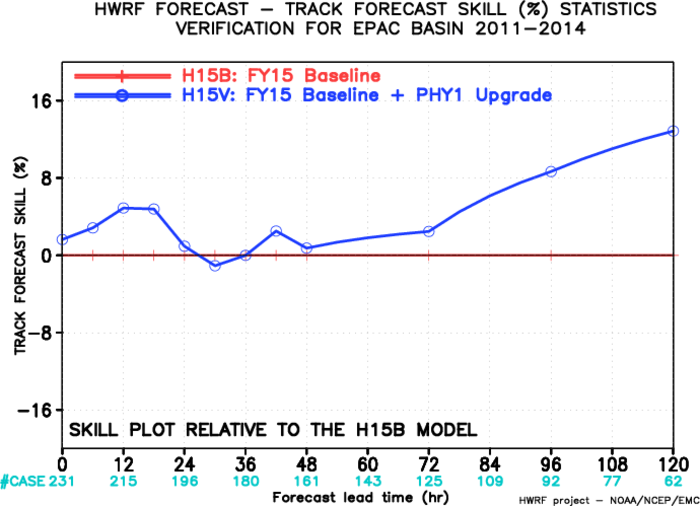 HWRF FORECAST – TRACK FORECAST SKILL (%) STATISTICS
VERIFICATION FOR EPAC BASIN 2011–2014
H15B: FY15 Baseline
H15V: FY15 Baseline + PHY1 Upgrade
TRACK FORECAST SKILL (%)
16
8
0
–8
–16
SKILL PLOT RELATIVE TO THE H15B MODEL
0 12 24 36 48 60 72 84 96 108 120
#CASE 231 215 196 180 161 143 125 109 92 77 62
Forecast lead time (hr)
HWRF project – NOAA/NCEP/EMC